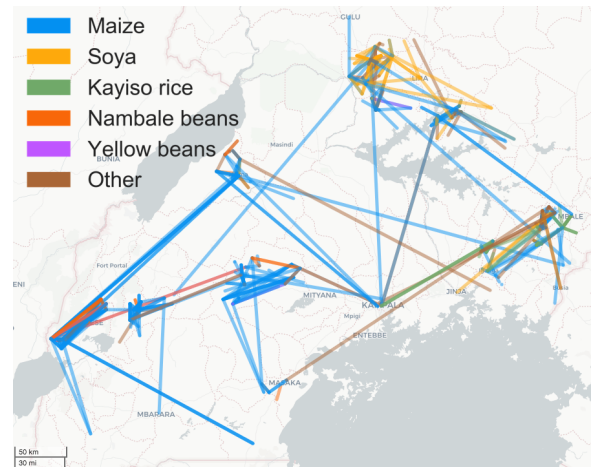 GULU
Maize
Soya
LIRA
Kayiso rice
Nambale beans
Masindi
Yellow beans
BUNIA
Other
MBALE
Fort Portal
BENI
MITYANA
KAMPALA
JINJA
Mpigi
ENTEBBE
MASAKA
MBARARA
50 km
30 mi